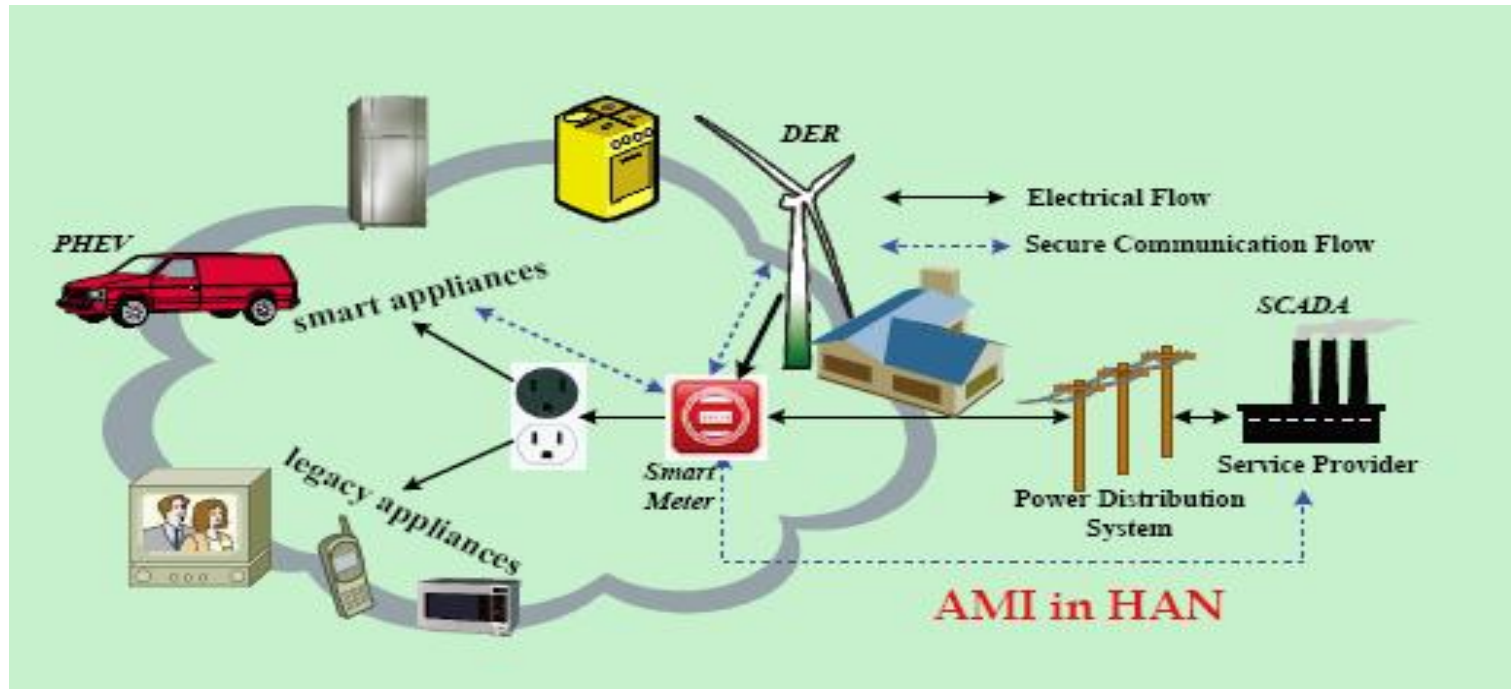 DER
Electrical Flow
PHEV
Secure Communication Flow
smart appliances
SCADA
legacy appliances
Smart
Meter
Service Provider
Power Distribution
System
AMI in HAN